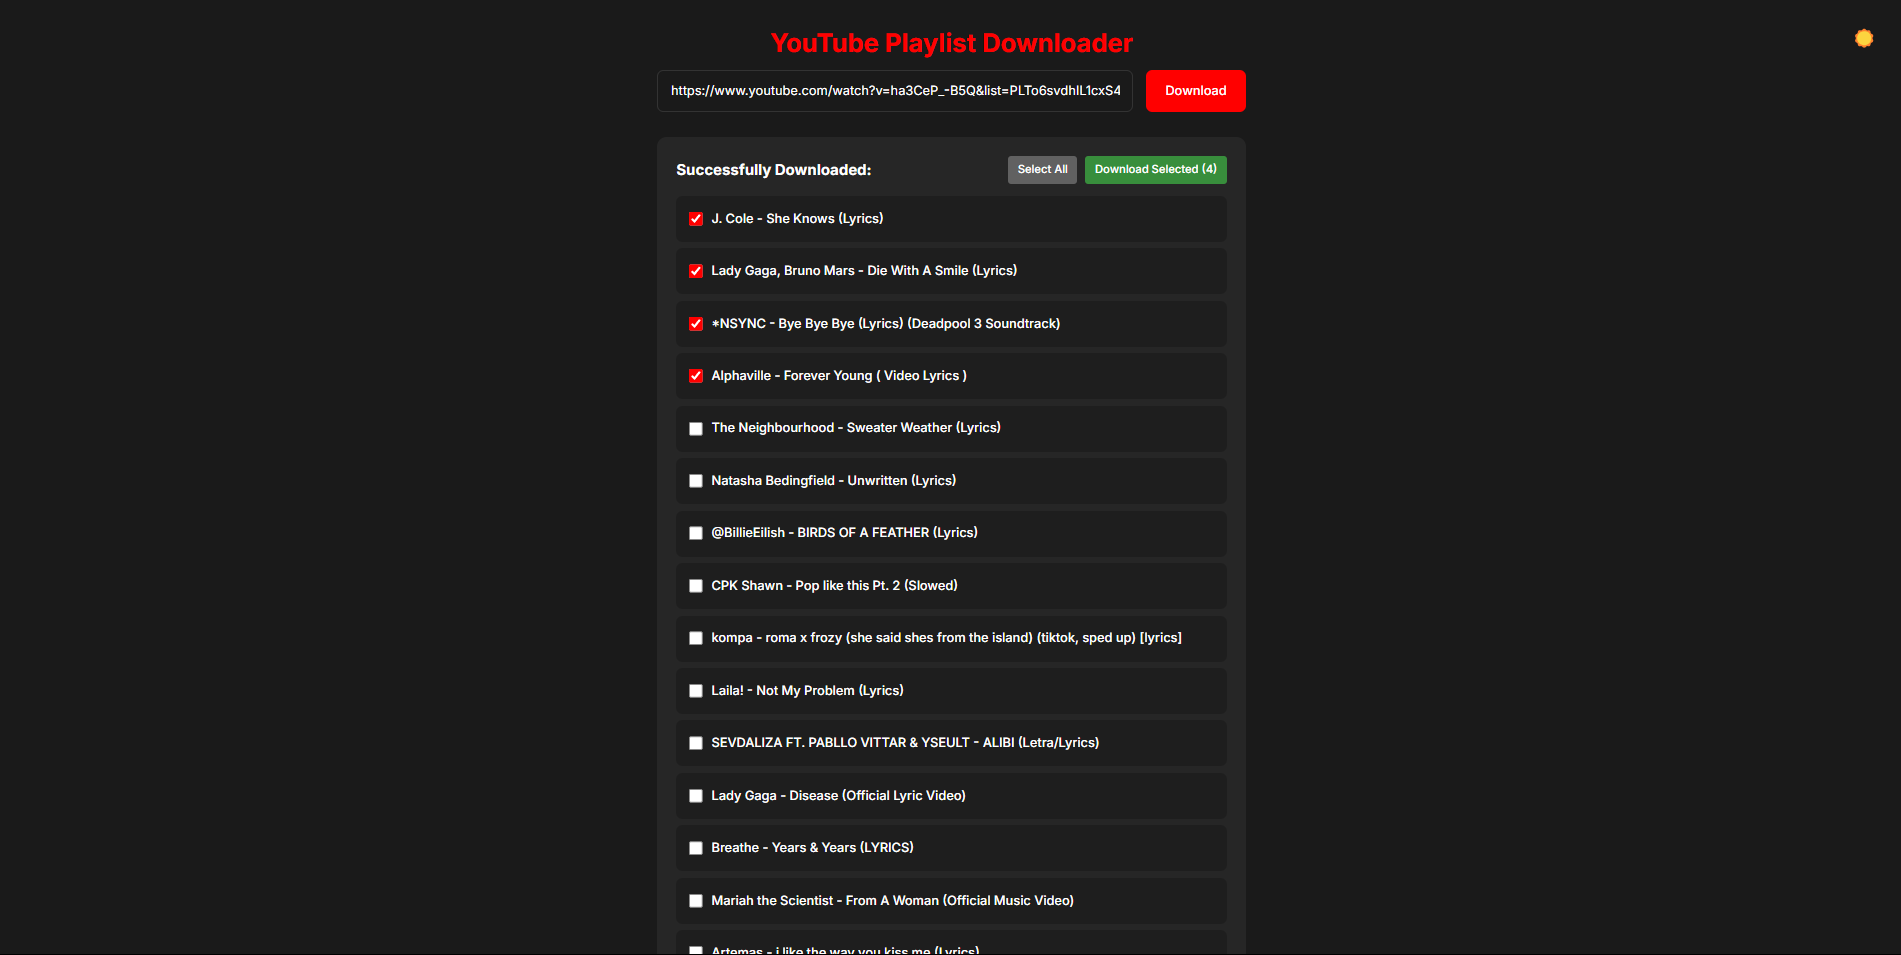 YouTube Playlist Downloader
https://www.youtube.com/watch?v=ha3CeP_-B5Q&list=PLTo6svdhIL1cxS4
Download
Successfully Downloaded:
Select All
Download Selected (4)
J. Cole - She Knows (Lyrics)
Lady Gaga, Bruno Mars - Die With A Smile (Lyrics)
*NSYNC - Bye Bye Bye (Lyrics) (Deadpool 3 Soundtrack)
Alphaville - Forever Young ( Video Lyrics )
The Neighbourhood - Sweater Weather (Lyrics)
Natasha Bedingfield - Unwritten (Lyrics)
@BillieEilish - BIRDS OF A FEATHER (Lyrics)
CPK Shawn - Pop like this Pt. 2 (Slowed)
kompa - roma x frozy (she said shes from the island) (tiktok, sped up) [lyrics]
Laila! - Not My Problem (Lyrics)
SEVDALIZA FT. PABLLO VITTAR & YSEULT - ALIBI (Letra/Lyrics)
Lady Gaga - Disease (Official Lyric Video)
Breathe - Years & Years (LYRICS)
Mariah the Scientist - From A Woman (Official Music Video)
Artemas - i like the way you kiss me (Lyrics)